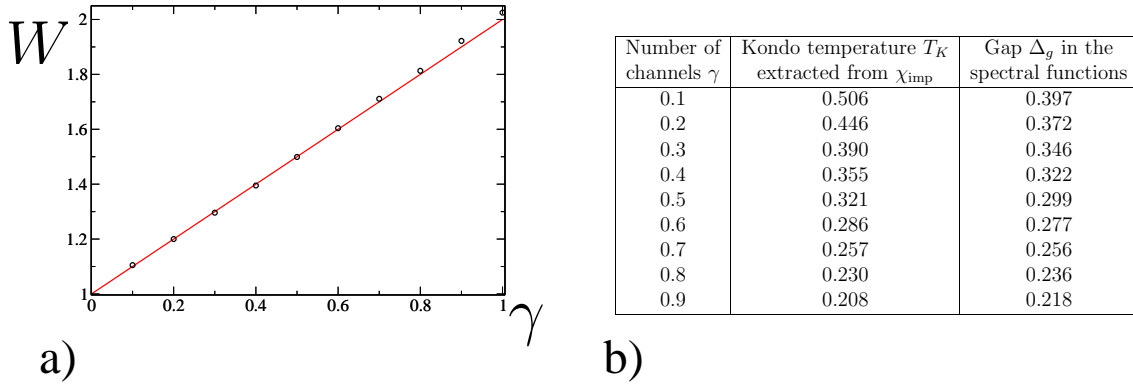 W
2
1.8
1.6
1.4
1.2
1
0 0.2 0.4 0.6 0.8 1
γ
a)
Number of channels γ | Kondo temperature T_K extracted from χ_imp | Gap Δ_g in the spectral functions
0.1 0.506 0.397
0.2 0.446 0.372
0.3 0.390 0.346
0.4 0.355 0.322
0.5 0.321 0.299
0.6 0.286 0.277
0.7 0.257 0.256
0.8 0.230 0.236
0.9 0.208 0.218
b)